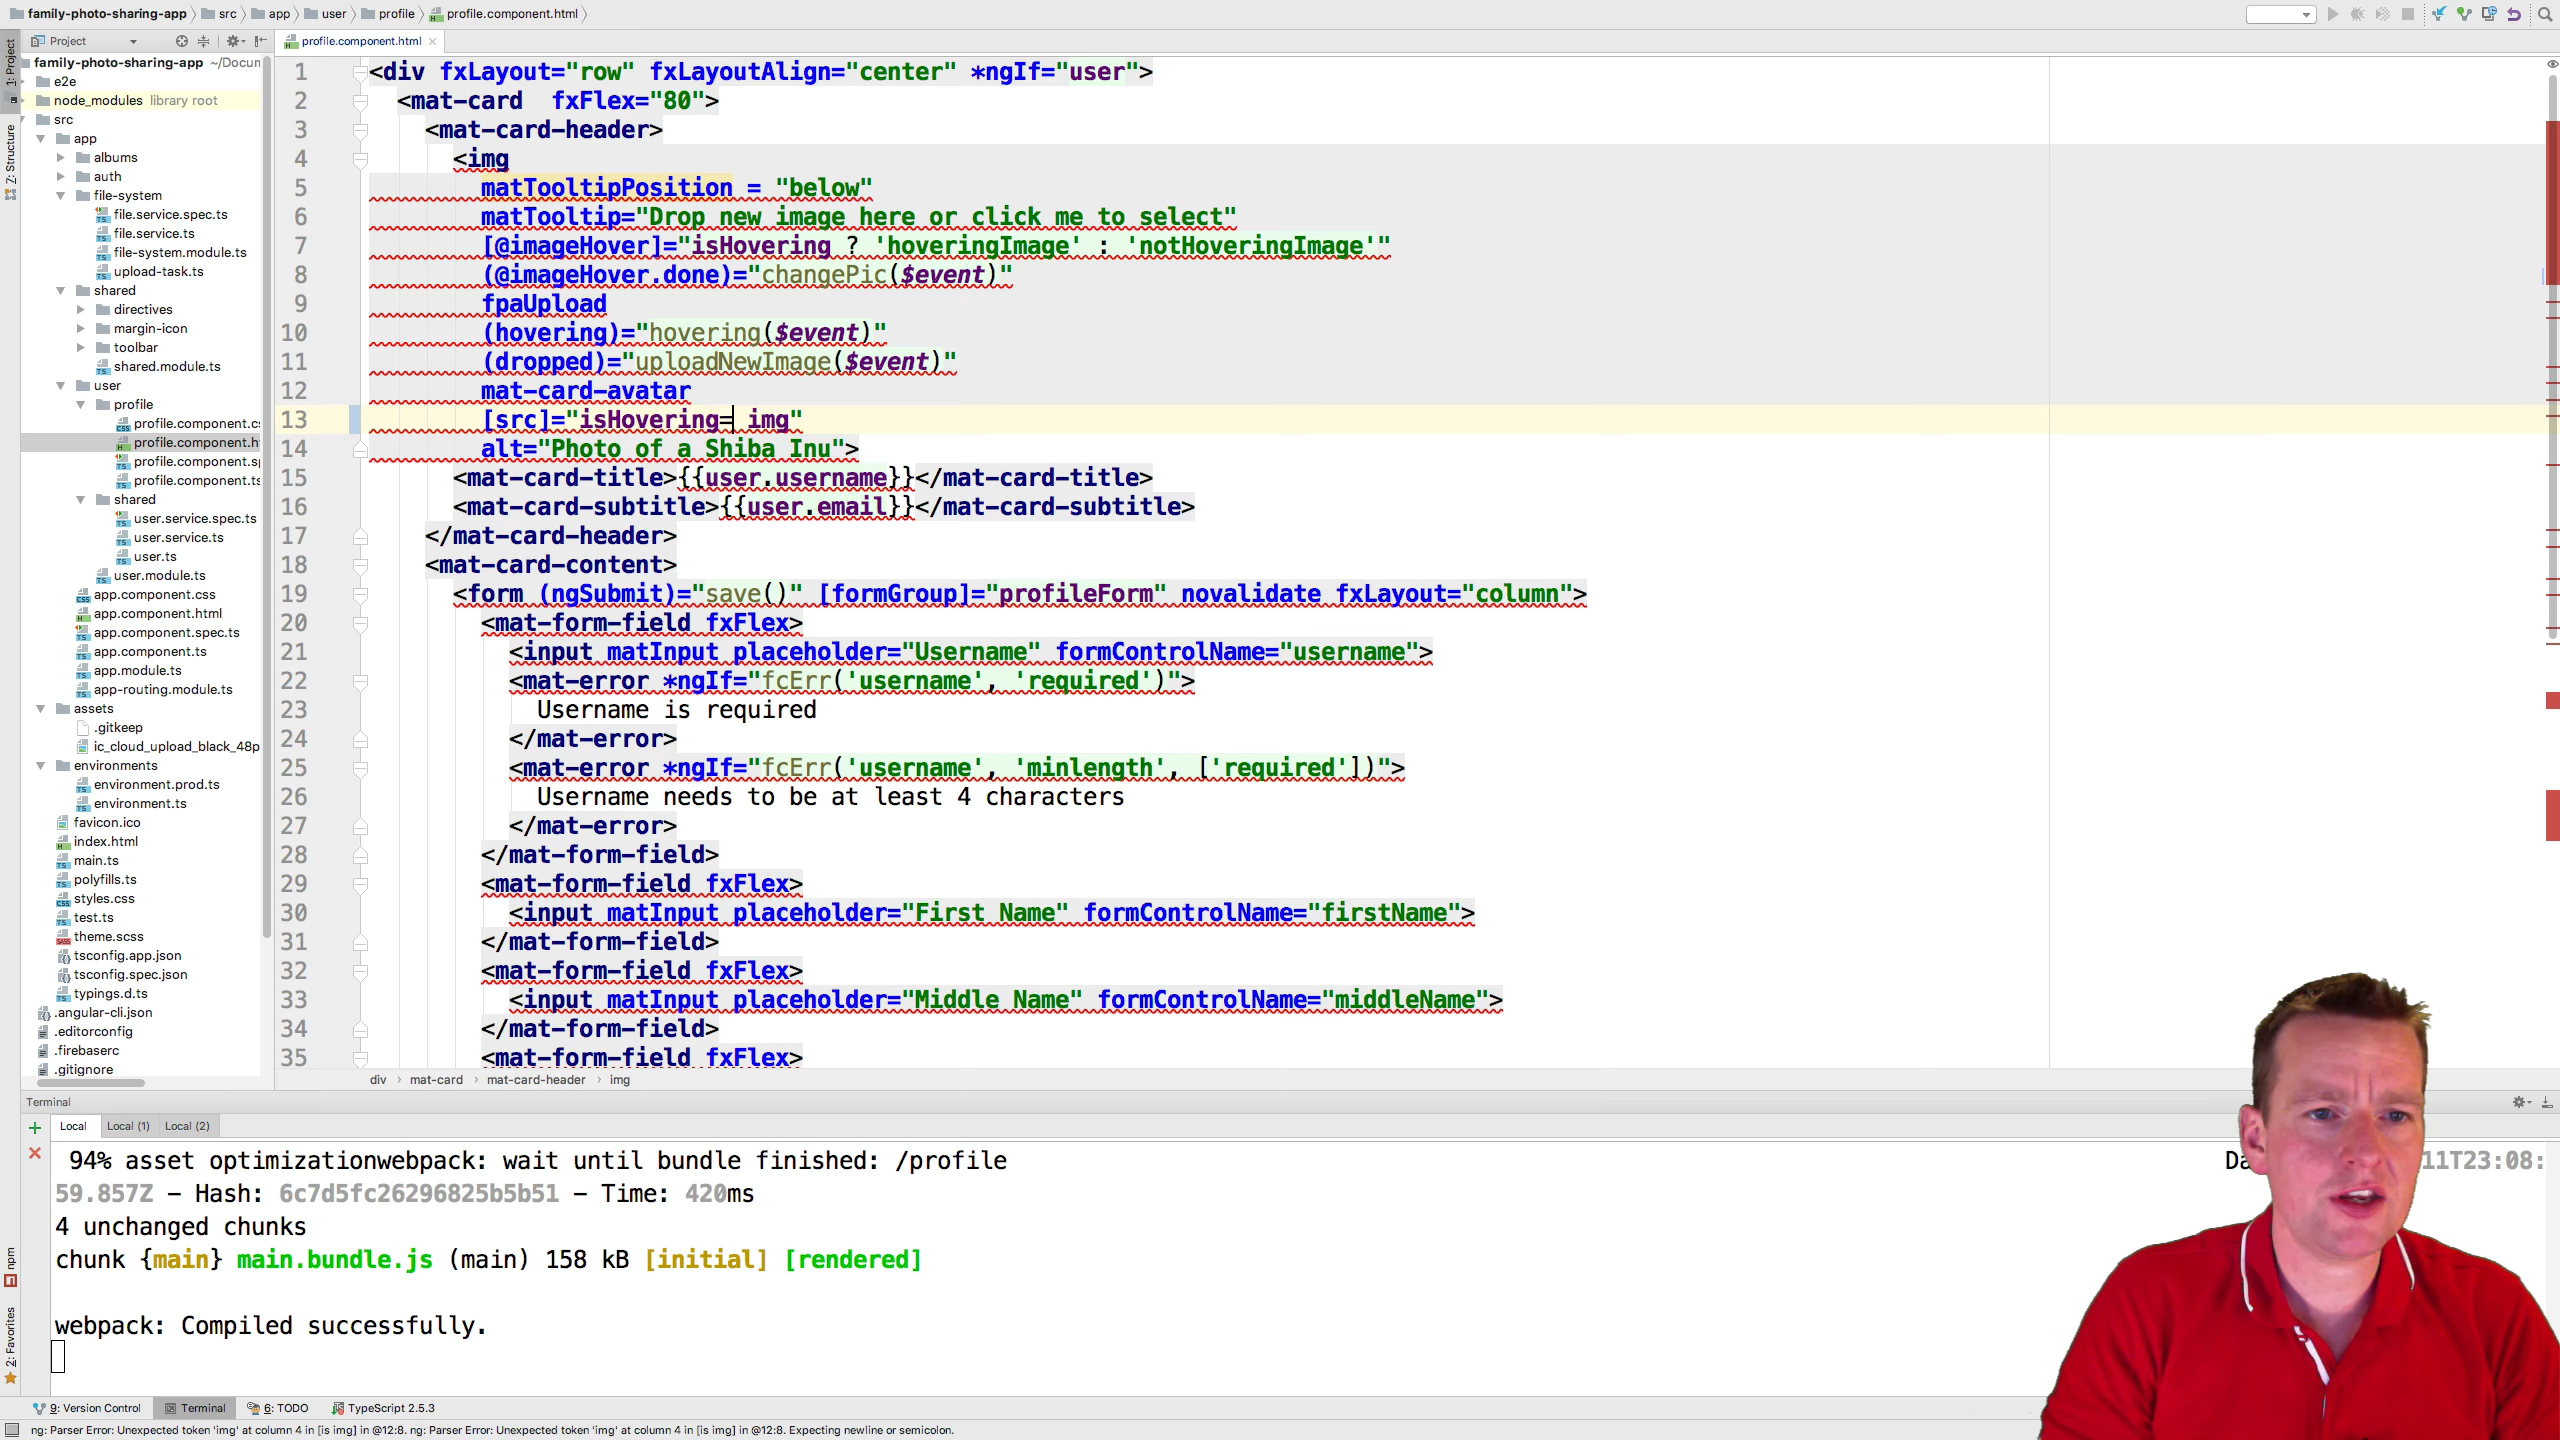 family-photo-sharing-app src app user profile profile.component.html
Project
profile.component.html
1: Project
Z: Structure
npm
2: Favorites
family-photo-sharing-app ~/Docun
e2e
node_modules library root
src
app
albums
auth
file-system
file.service.spec.ts
file.service.ts
file-system.module.ts
upload-task.ts
shared
directives
margin-icon
toolbar
shared.module.ts
user
profile
profile.component.c
profile.component.h
profile.component.s
profile.component.ts
shared
user.service.spec.ts
user.service.ts
user.ts
user.module.ts
app.component.css
app.component.html
app.component.spec.ts
app.component.ts
app.module.ts
app-routing.module.ts
assets
.gitkeep
ic_cloud_upload_black_48p
environments
environment.prod.ts
environment.ts
favicon.ico
index.html
main.ts
polyfills.ts
styles.css
test.ts
theme.scss
tsconfig.app.json
tsconfig.spec.json
typings.d.ts
.angular-cli.json
.editorconfig
.firebaserc
.gitignore
1 <div fxLayout="row" fxLayoutAlign="center" *ngIf="user">
2 <mat-card  fxFlex="80">
3 <mat-card-header>
4 <img
5 matTooltipPosition = "below"
6 matTooltip="Drop new image here or click me to select"
7 [@imageHover]="isHovering ? 'hoveringImage' : 'notHoveringImage'"
8 (@imageHover.done)="changePic($event)"
9 fpaUpload
10 (hovering)="hovering($event)"
11 (dropped)="uploadNewImage($event)"
12 mat-card-avatar
13 [src]="isHovering= img"
14 alt="Photo of a Shiba Inu">
15 <mat-card-title>{{user.username}}</mat-card-title>
16 <mat-card-subtitle>{{user.email}}</mat-card-subtitle>
17 </mat-card-header>
18 <mat-card-content>
19 <form (ngSubmit)="save()" [formGroup]="profileForm" novalidate fxLayout="column">
20 <mat-form-field fxFlex>
21 <input matInput placeholder="Username" formControlName="username">
22 <mat-error *ngIf="fcErr('username', 'required')">
23 Username is required
24 </mat-error>
25 <mat-error *ngIf="fcErr('username', 'minlength', ['required'])">
26 Username needs to be at least 4 characters
27 </mat-error>
28 </mat-form-field>
29 <mat-form-field fxFlex>
30 <input matInput placeholder="First Name" formControlName="firstName">
31 </mat-form-field>
32 <mat-form-field fxFlex>
33 <input matInput placeholder="Middle Name" formControlName="middleName">
34 </mat-form-field>
35 <mat-form-field fxFlex>
div › mat-card › mat-card-header › img
Terminal
Local Local (1) Local (2)
94% asset optimizationwebpack: wait until bundle finished: /profile Da 11T23:08:
59.857Z – Hash: 6c7d5fc26296825b5b51 – Time: 420ms
4 unchanged chunks
chunk {main} main.bundle.js (main) 158 kB [initial] [rendered]
webpack: Compiled successfully.
9: Version Control Terminal 6: TODO TypeScript 2.5.3
ng: Parser Error: Unexpected token 'img' at column 4 in [is img] in @12:8. ng: Parser Error: Unexpected token 'img' at column 4 in [is img] in @12:8. Expecting newline or semicolon.